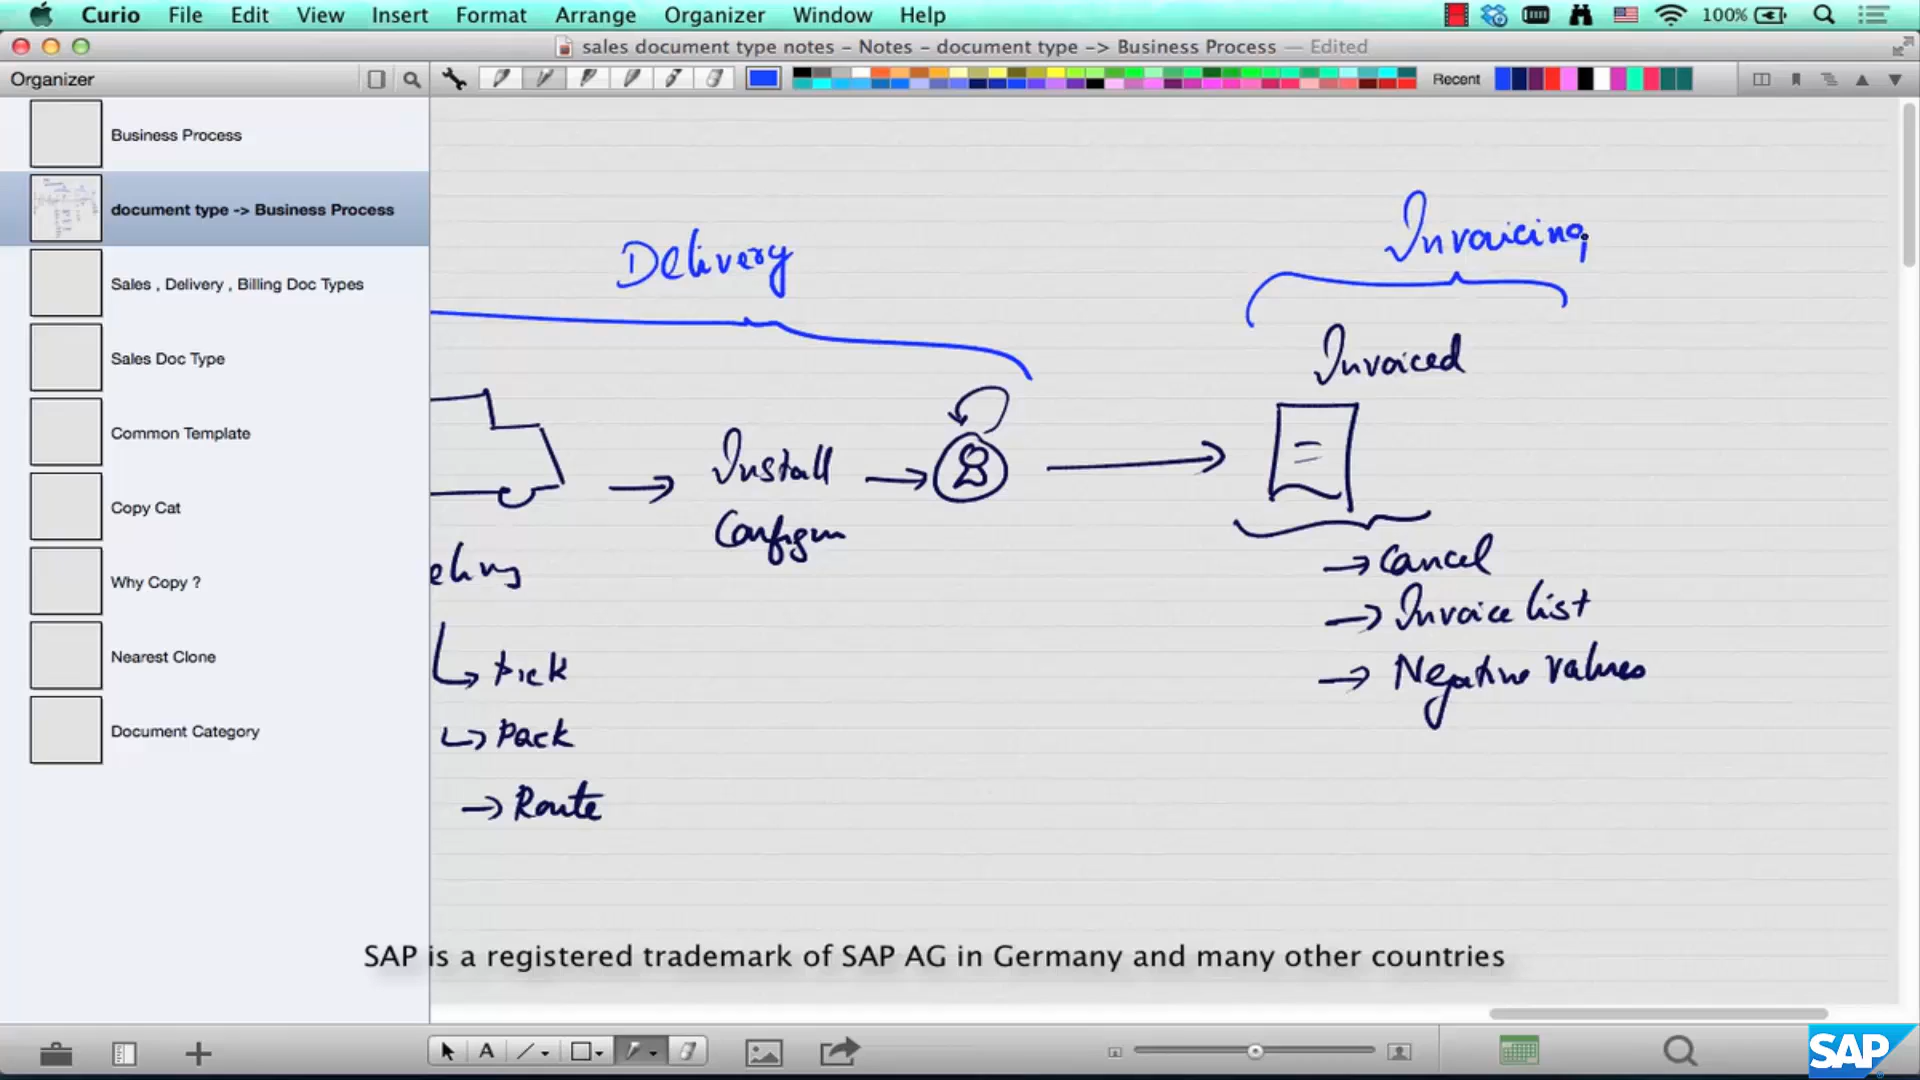 Curio File Edit View Insert Format Arrange Organizer Window Help 100%
sales document type notes – Notes – document type -> Business Process — Edited
Organizer
Recent
Business Process
document type -> Business Process
Sales , Delivery , Billing Doc Types
Sales Doc Type
Common Template
Copy Cat
Why Copy ?
Nearest Clone
Document Category
Delivery
Invoicing
Invoiced
Install
Cancel
Invoice list
Negative values
Pick
Pack
Route
SAP is a registered trademark of SAP AG in Germany and many other countries
A
SAP